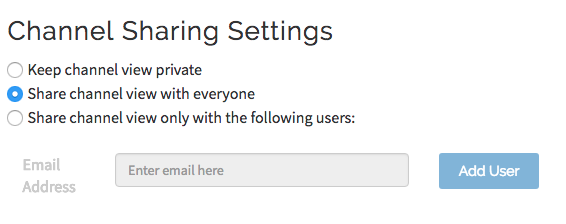 Channel Sharing Settings
Keep channel view private
Share channel view with everyone
Share channel view only with the following users:
Email
Address
Enter email here
Add User